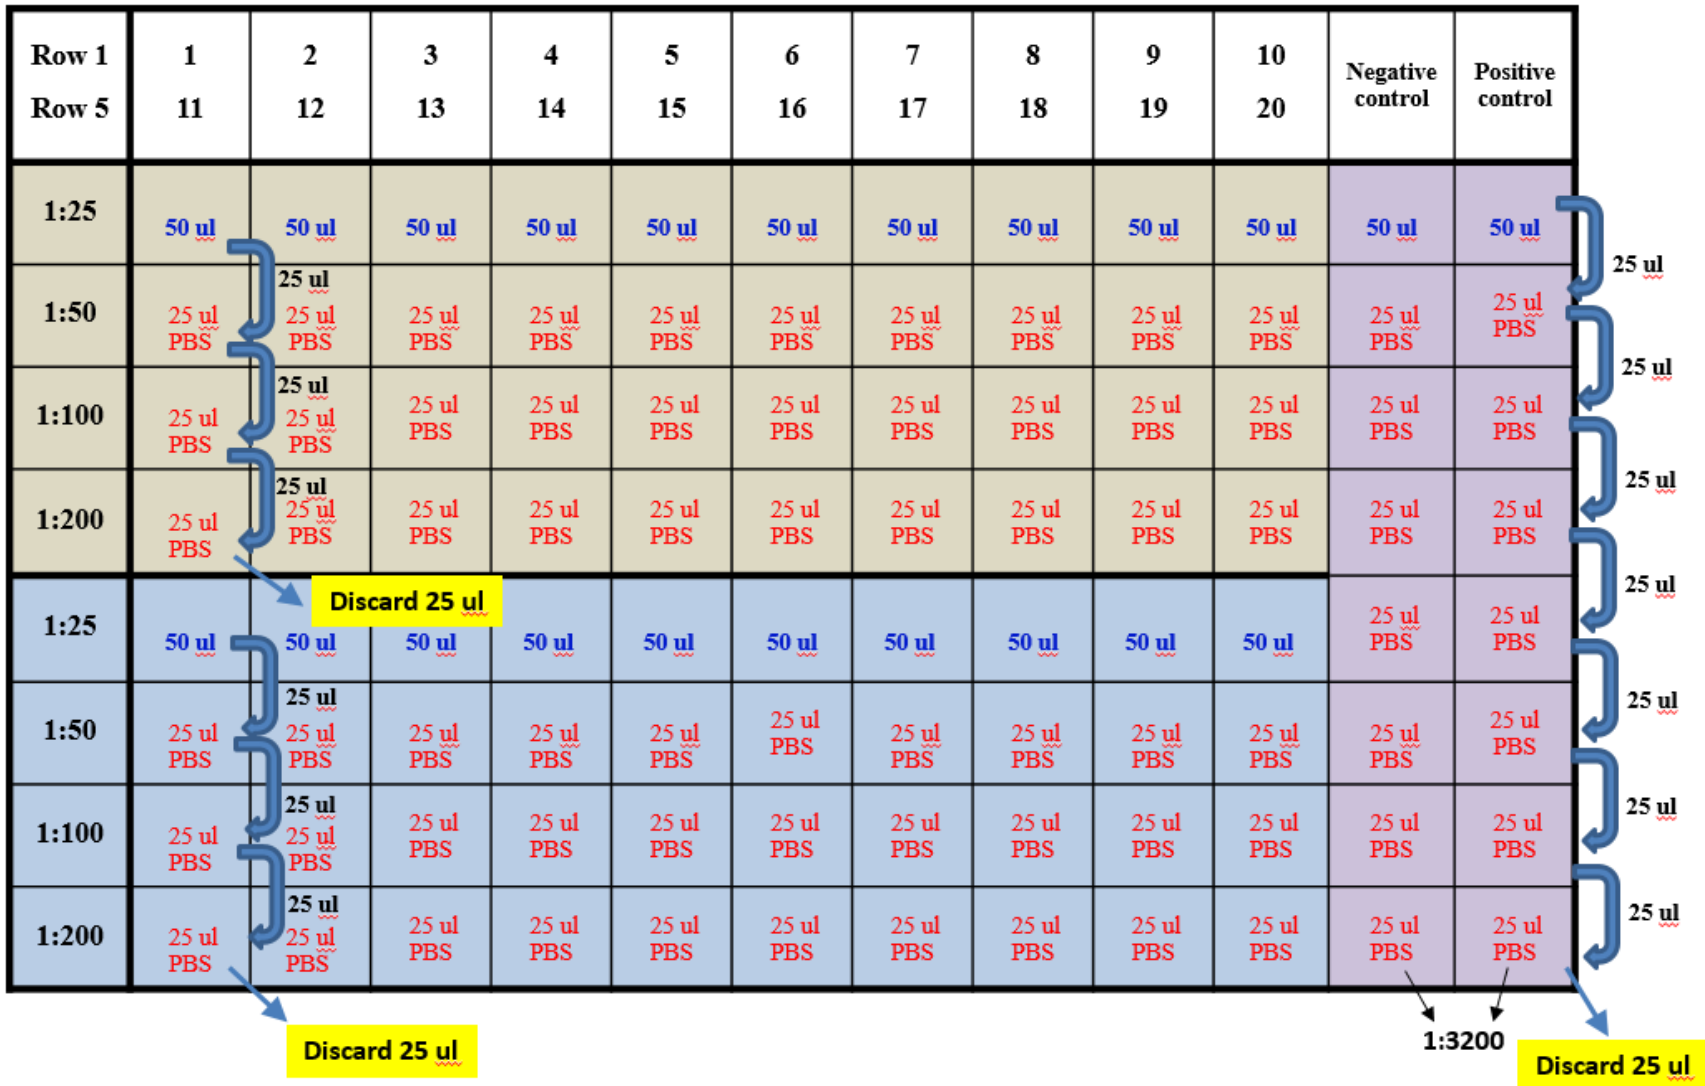 Row 1 1 2 3 4 5 6 7 8 9 10 Negative control Positive control
Row 5 11 12 13 14 15 16 17 18 19 20
1:25 50 ul 50 ul 50 ul 50 ul 50 ul 50 ul 50 ul 50 ul 50 ul 50 ul 50 ul 50 ul
25 ul 25 ul
1:50 25 ul PBS 25 ul PBS 25 ul PBS 25 ul PBS 25 ul PBS 25 ul PBS 25 ul PBS 25 ul PBS 25 ul PBS 25 ul PBS 25 ul PBS 25 ul PBS
25 ul 25 ul
1:100 25 ul PBS 25 ul PBS 25 ul PBS 25 ul PBS 25 ul PBS 25 ul PBS 25 ul PBS 25 ul PBS 25 ul PBS 25 ul PBS 25 ul PBS 25 ul PBS
25 ul 25 ul
1:200 25 ul PBS 25 ul PBS 25 ul PBS 25 ul PBS 25 ul PBS 25 ul PBS 25 ul PBS 25 ul PBS 25 ul PBS 25 ul PBS 25 ul PBS 25 ul PBS
Discard 25 ul 25 ul
1:25 50 ul 50 ul 50 ul 50 ul 50 ul 50 ul 50 ul 50 ul 50 ul 50 ul 25 ul PBS 25 ul PBS
25 ul 25 ul
1:50 25 ul PBS 25 ul PBS 25 ul PBS 25 ul PBS 25 ul PBS 25 ul PBS 25 ul PBS 25 ul PBS 25 ul PBS 25 ul PBS 25 ul PBS 25 ul PBS
25 ul 25 ul
1:100 25 ul PBS 25 ul PBS 25 ul PBS 25 ul PBS 25 ul PBS 25 ul PBS 25 ul PBS 25 ul PBS 25 ul PBS 25 ul PBS 25 ul PBS 25 ul PBS
25 ul 25 ul
1:200 25 ul PBS 25 ul PBS 25 ul PBS 25 ul PBS 25 ul PBS 25 ul PBS 25 ul PBS 25 ul PBS 25 ul PBS 25 ul PBS 25 ul PBS 25 ul PBS
1:3200
Discard 25 ul Discard 25 ul